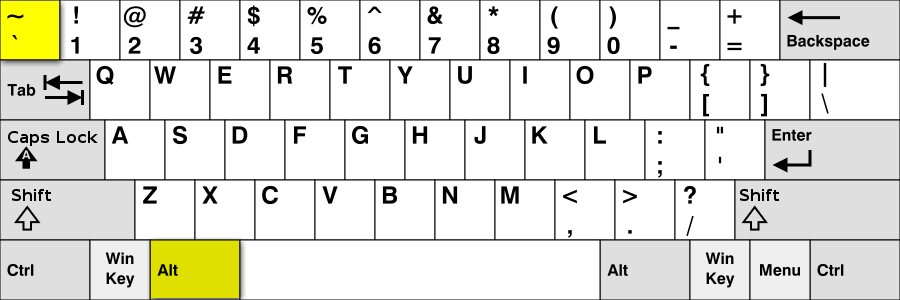 ~ ! @ # $ % ^ & * ( ) _ +
` 1 2 3 4 5 6 7 8 9 0 - = Backspace
Tab Q W E R T Y U I O P { } |
[ ] \
Caps Lock A S D F G H J K L : " Enter
A ; '
Shift Z X C V B N M < > ? Shift
, . /
Ctrl Win Key Alt Alt Win Key Menu Ctrl